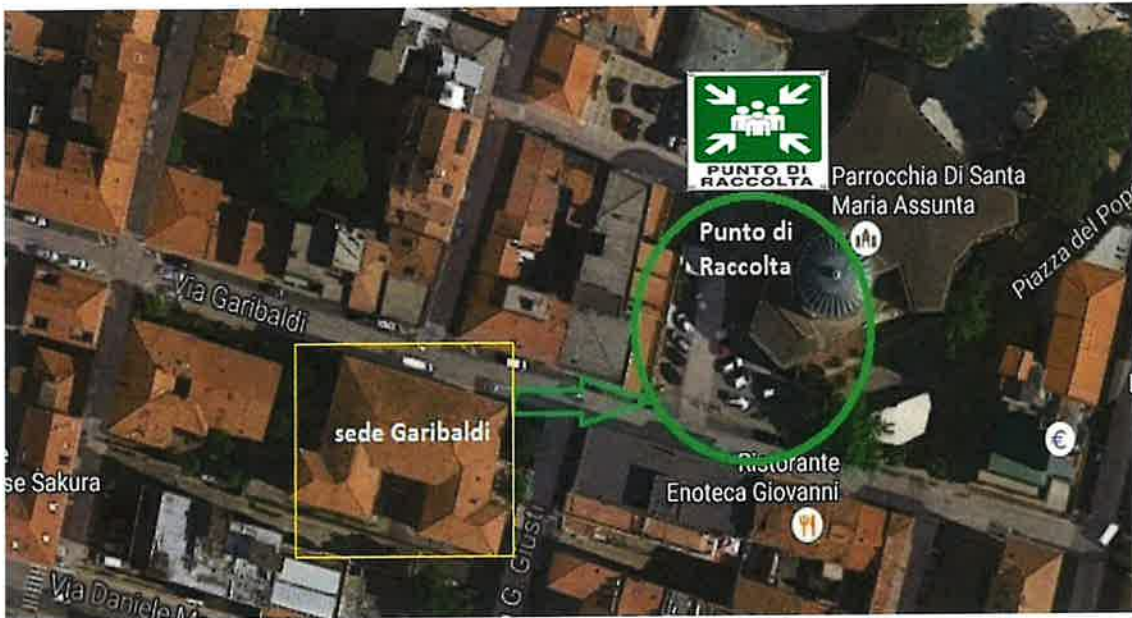 PUNTO DI
RACCOLTA
Parrocchia Di Santa
Maria Assunta
Punto di
Raccolta
Piazza del Pop
Via Garibaldi
sede Garibaldi
se Sakura
Ristorante
Enoteca Giovanni
€
G. Giusti
Via Daniele M